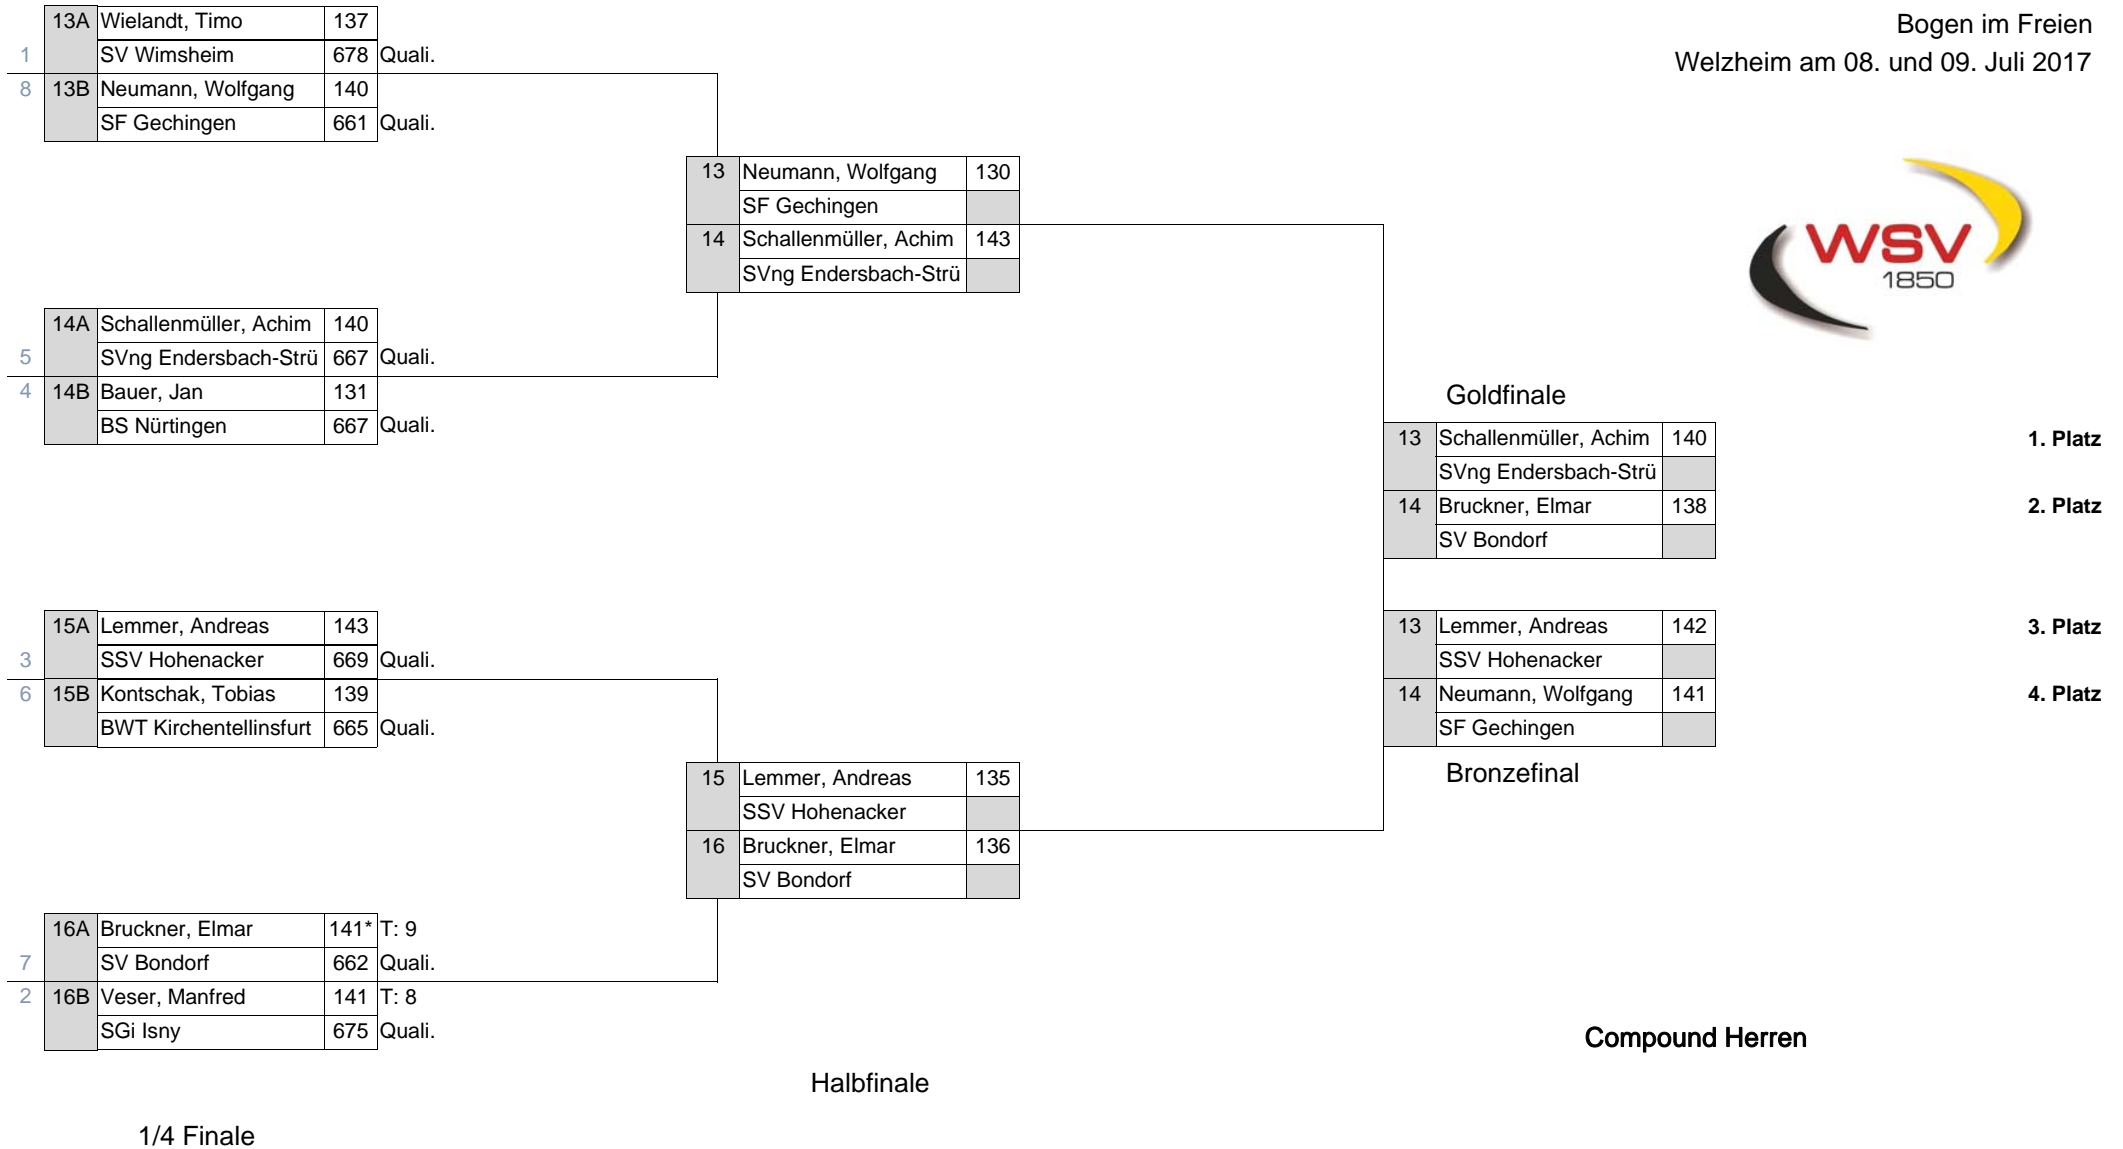 Bogen im Freien
Welzheim am 08. und 09. Juli 2017
WSV
1850
13A Wielandt, Timo 137
1 SV Wimsheim 678 Quali.
8 13B Neumann, Wolfgang 140
SF Gechingen 661 Quali.
14A Schallenmüller, Achim 140
5 SVng Endersbach-Strü 667 Quali.
4 14B Bauer, Jan 131
BS Nürtingen 667 Quali.
15A Lemmer, Andreas 143
3 SSV Hohenacker 669 Quali.
6 15B Kontschak, Tobias 139
BWT Kirchentellinsfurt 665 Quali.
16A Bruckner, Elmar 141* T: 9
7 SV Bondorf 662 Quali.
2 16B Veser, Manfred 141 T: 8
SGi Isny 675 Quali.
1/4 Finale
13 Neumann, Wolfgang 130
SF Gechingen
14 Schallenmüller, Achim 143
SVng Endersbach-Strü
15 Lemmer, Andreas 135
SSV Hohenacker
16 Bruckner, Elmar 136
SV Bondorf
Halbfinale
Goldfinale
13 Schallenmüller, Achim 140 1. Platz
SVng Endersbach-Strü
14 Bruckner, Elmar 138 2. Platz
SV Bondorf
13 Lemmer, Andreas 142 3. Platz
SSV Hohenacker
14 Neumann, Wolfgang 141 4. Platz
SF Gechingen
Bronzefinal
Compound Herren